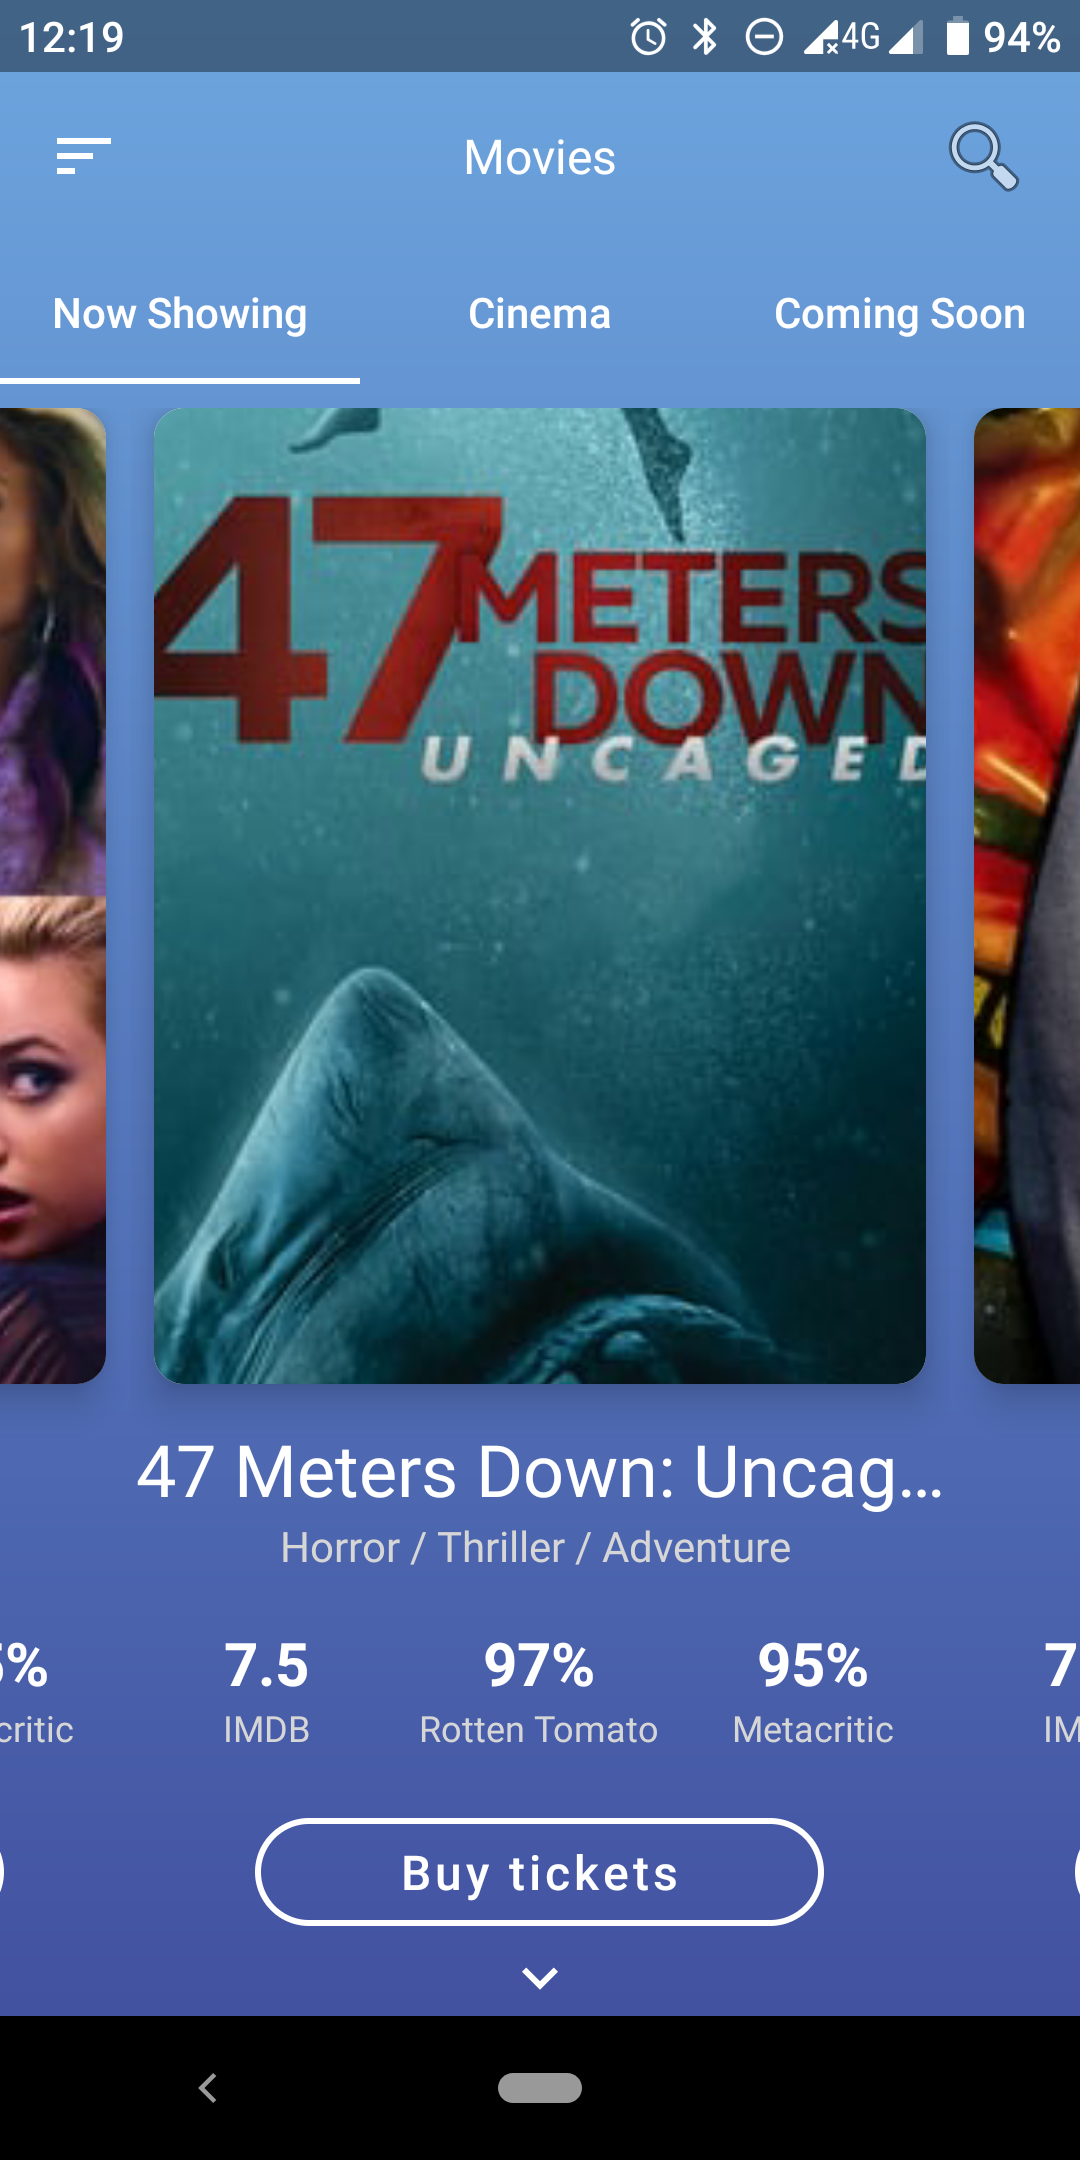 12:19 4G 94%
Movies
Now Showing Cinema Coming Soon
47 METERS
DOWN
UNCAGED
47 Meters Down: Uncag...
Horror / Thriller / Adventure
% 7.5 97% 95% 7
critic IMDB Rotten Tomato Metacritic IM
Buy tickets